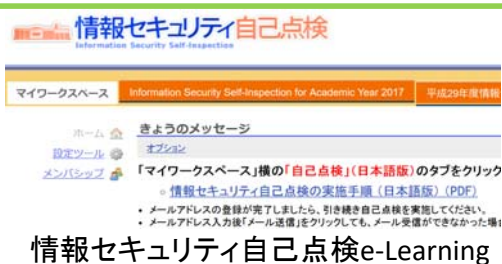 情報セキュリティ自己点検
Information Security Self-Inspection
マイワークスペース
Information Security Self-Inspection for Academic Year 2017
平成29年度情報
ホーム
きょうのメッセージ
設定ツール
オプション
メンバシップ
「マイワークスペース」横の「自己点検」(日本語版)のタブをクリック
○ 情報セキュリティ自己点検の実施手順 (日本語版) (PDF)
・ メールアドレスの登録が完了しましたら、引き続き自己点検を実施してください。
・ メールアドレス入力後「メール送信」をクリックしても、メール受信ができなかった場
情報セキュリティ自己点検e-Learning